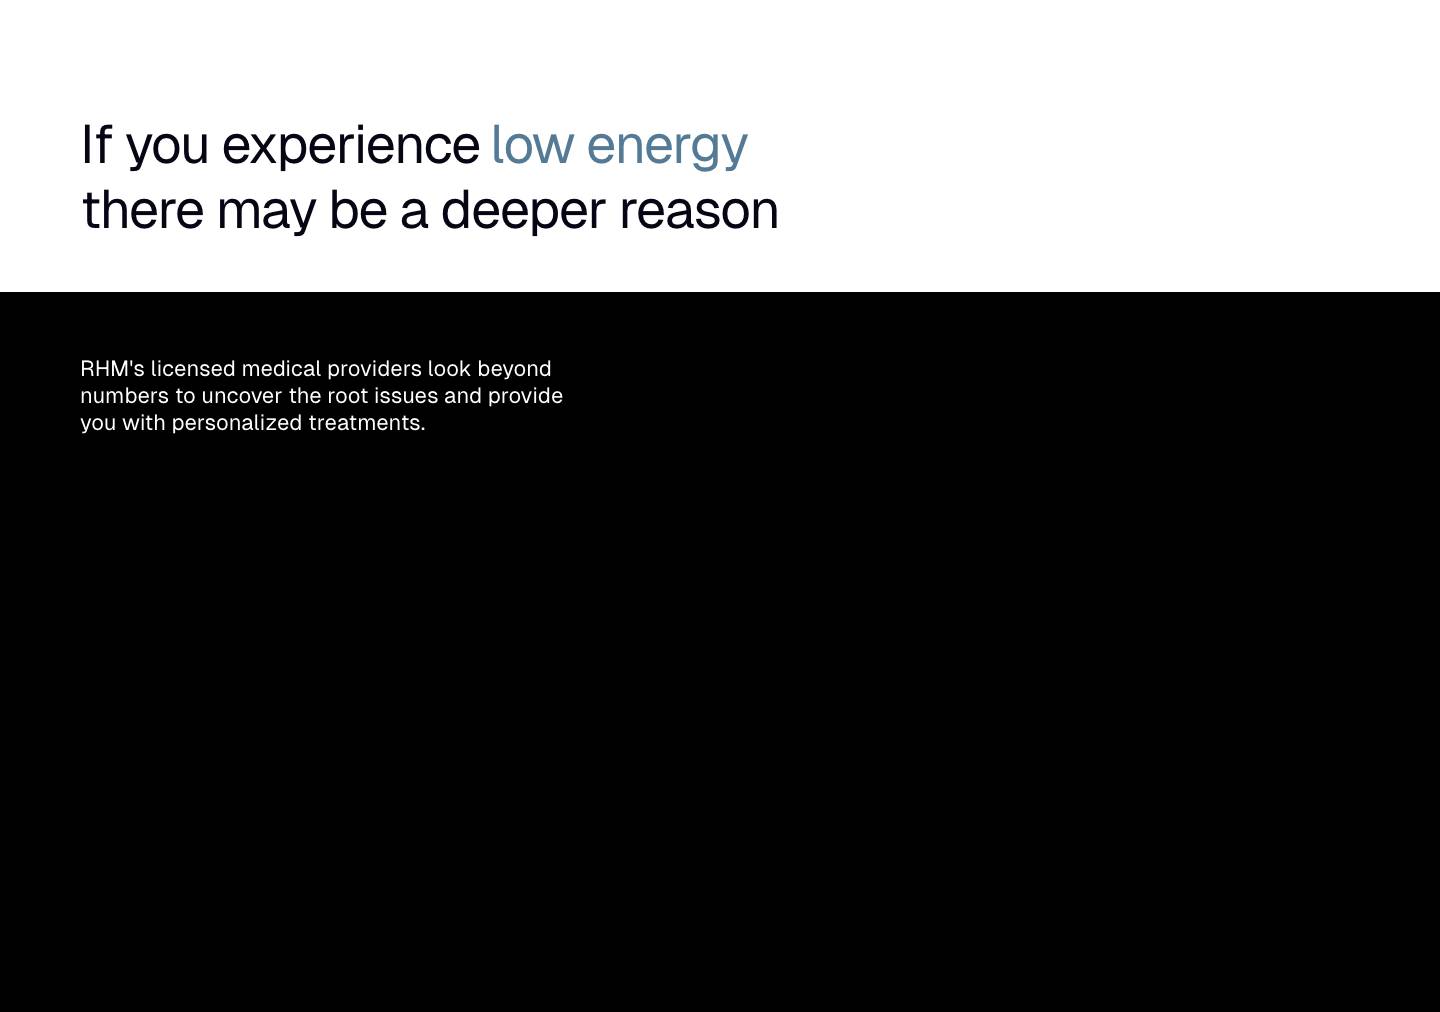 If you experience low energy
there may be a deeper reason
RHM's licensed medical providers look beyond
numbers to uncover the root issues and provide
you with personalized treatments.